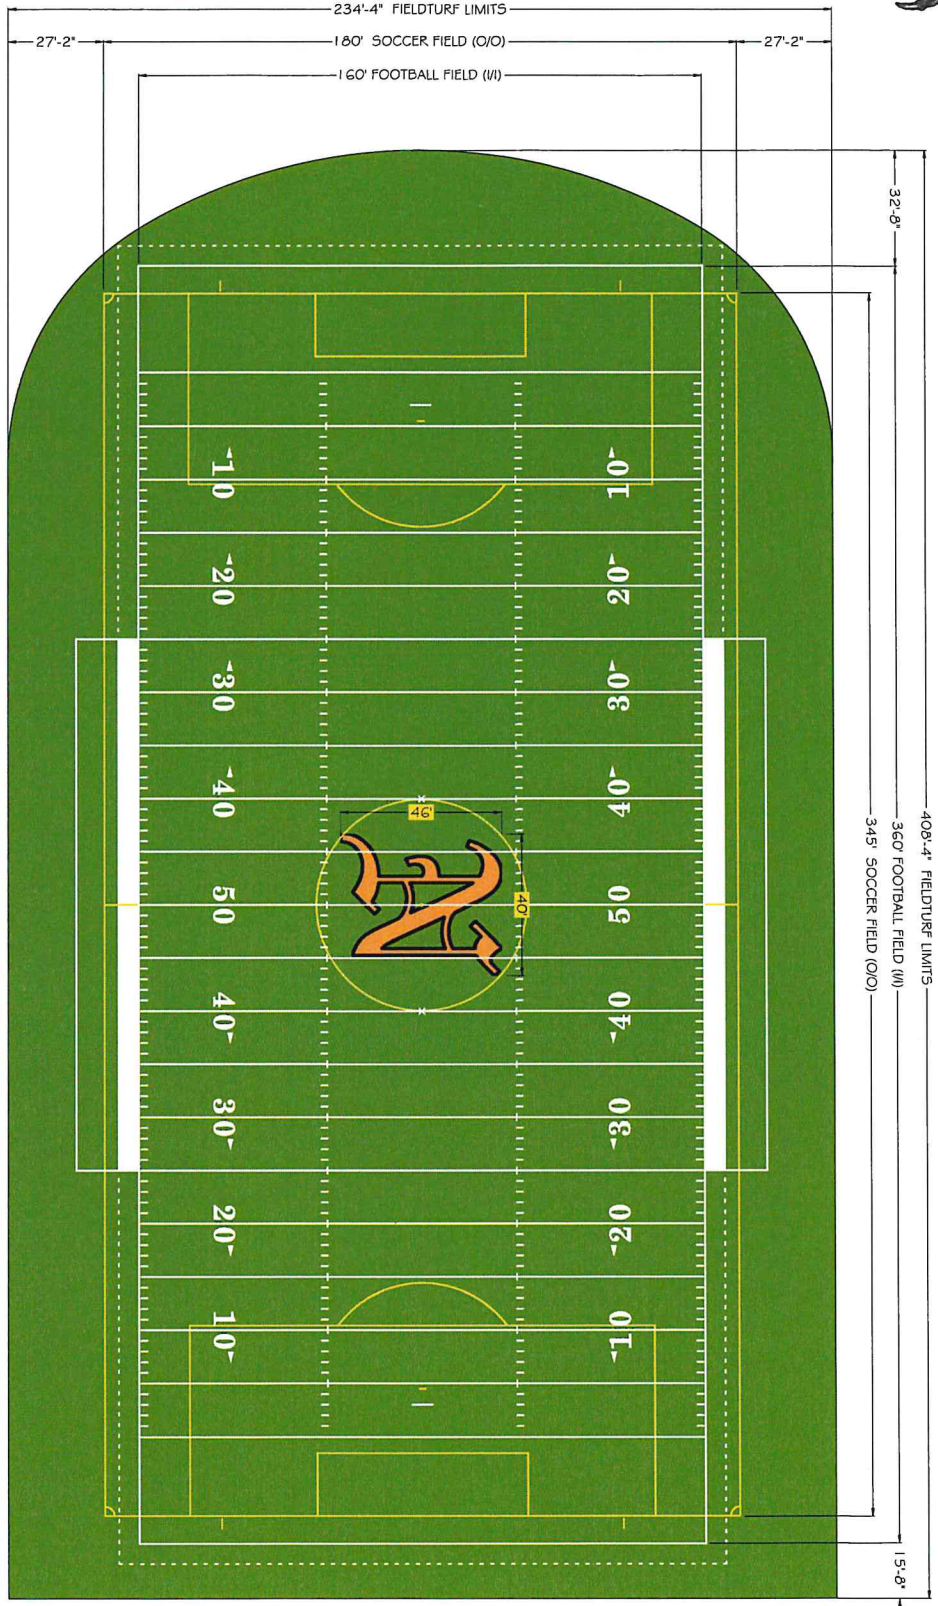 234'-4" FIELDTURF LIMITS
27'-2"
180' SOCCER FIELD (O/O)
27'-2"
160' FOOTBALL FIELD (I/I)
32'-8"
408'-4" FIELDTURF LIMITS
360' FOOTBALL FIELD (I/I)
345' SOCCER FIELD (O/O)
15'-8"
10 10
20 20
30 30
40 40
46'
40'
50 50
N
40 40
30 30
20 20
10 10